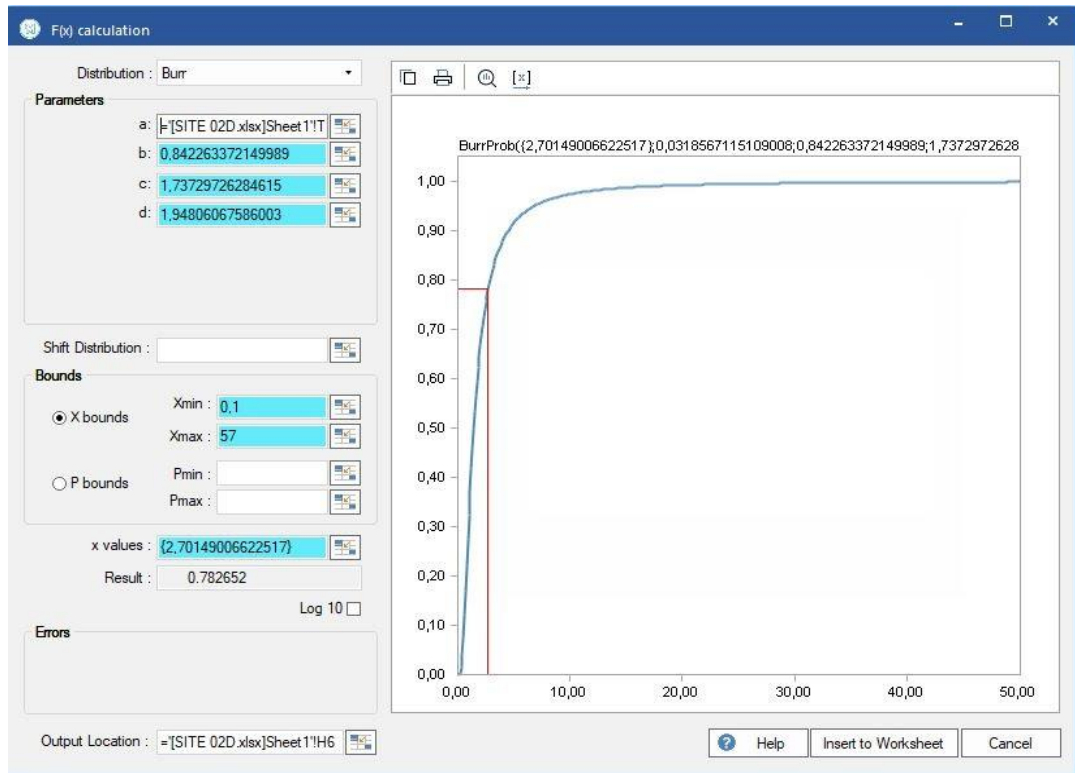 F(x) calculation
Distribution : Burr
Parameters
a: ='[SITE 02D.xlsx]Sheet1'!T
b: 0,842263372149989
c: 1,73729726284615
d: 1,94806067586003
Shift Distribution :
Bounds
X bounds
Xmin : 0,1
Xmax : 57
P bounds
Pmin :
Pmax :
x values : {2,70149006622517}
Result : 0.782652
Log 10
Errors
Output Location : ='[SITE 02D.xlsx]Sheet1'!H6
BurrProb({2,70149066622517};0,0318567115109008;0,842263372149989;1,7372972628
1,00
0,90
0,80
0,70
0,60
0,50
0,40
0,30
0,20
0,10
0,00
0,00 10,00 20,00 30,00 40,00 50,00
Help Insert to Worksheet Cancel